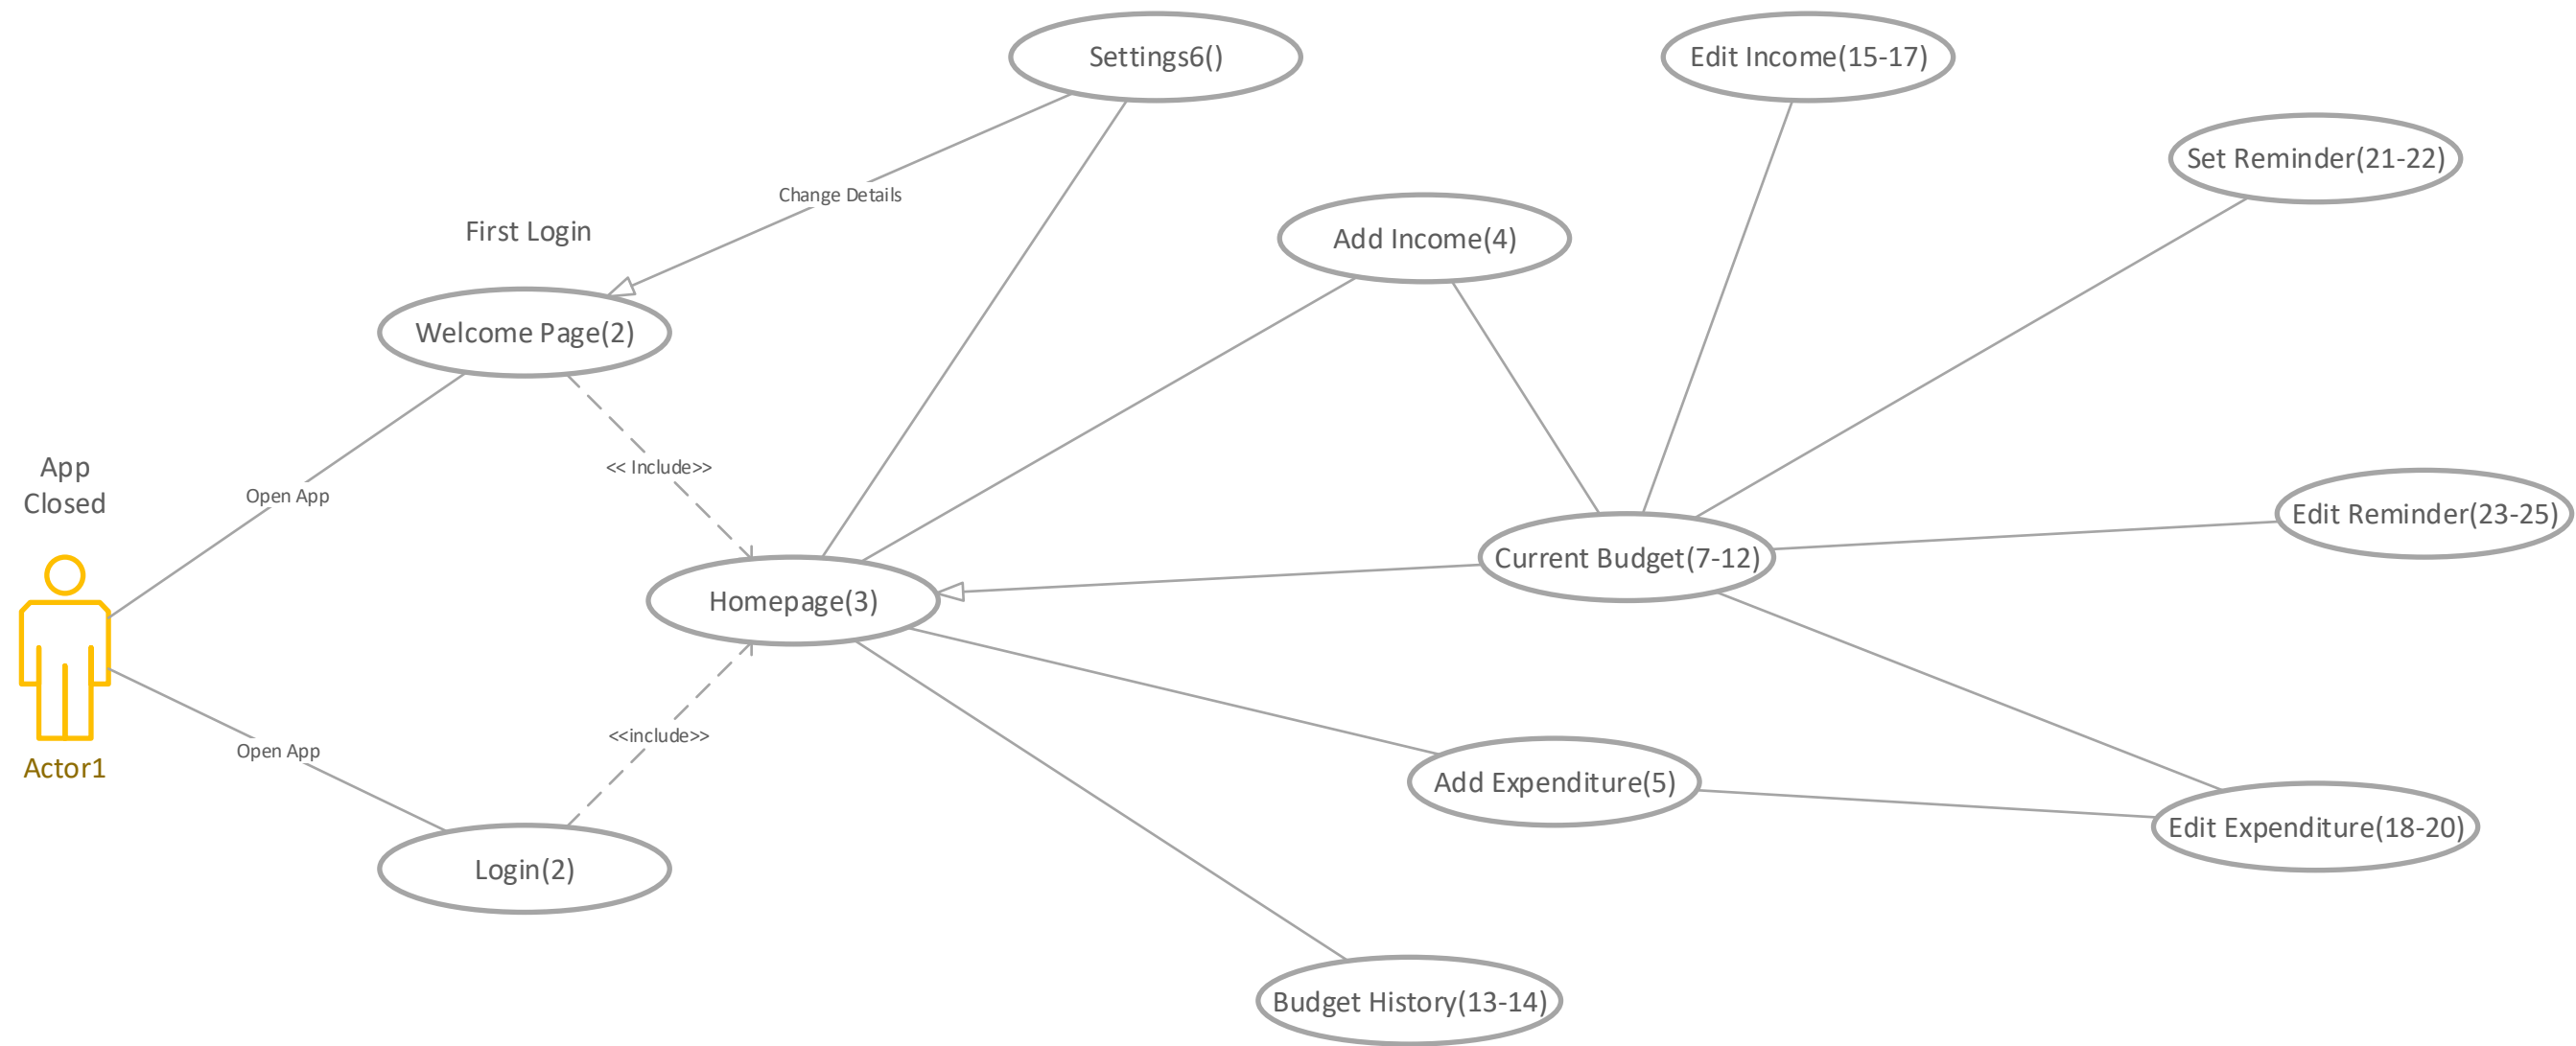 Settings6()
Edit Income(15-17)
Set Reminder(21-22)
Change Details
First Login
Add Income(4)
Welcome Page(2)
App
Closed
<< Include>>
Open App
Edit Reminder(23-25)
Current Budget(7-12)
Homepage(3)
<<include>>
Open App
Actor1
Add Expenditure(5)
Edit Expenditure(18-20)
Login(2)
Budget History(13-14)